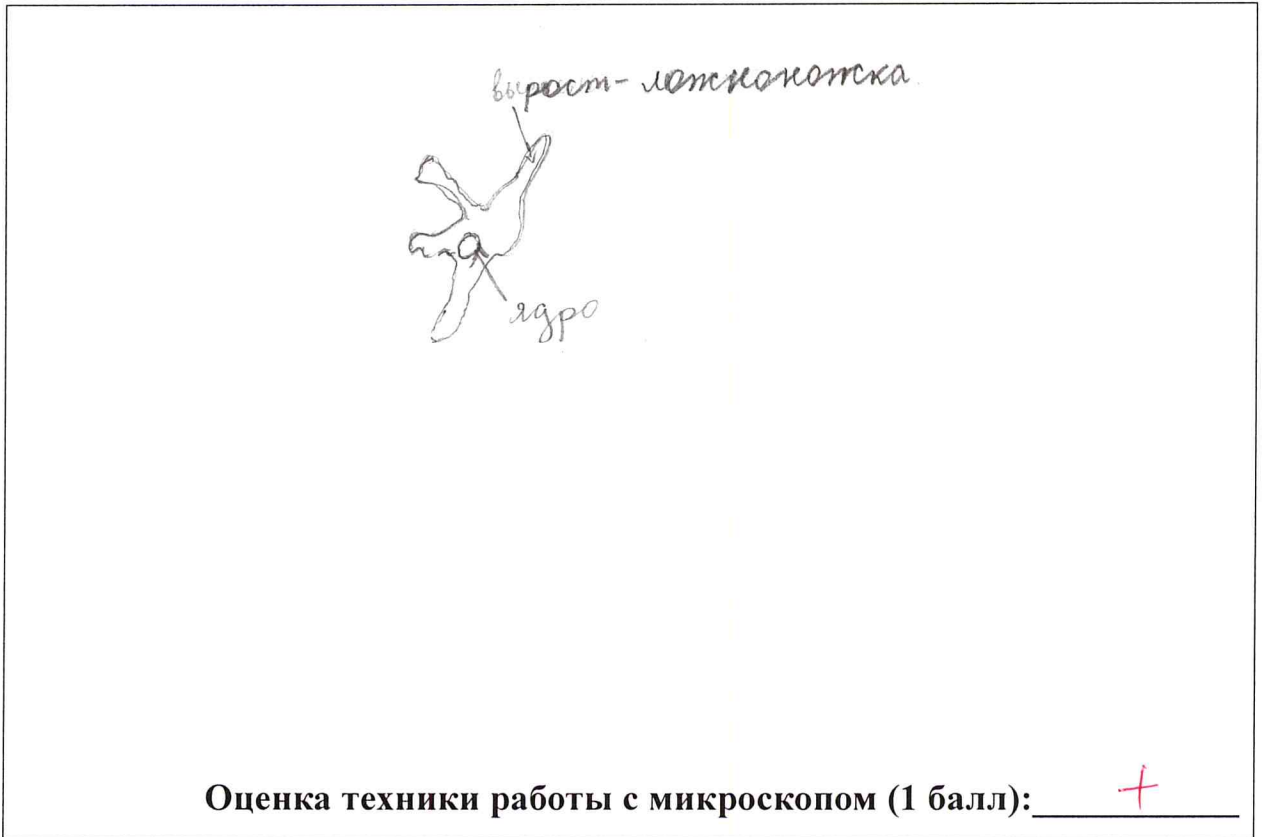 вырост - ложноножка
ядро
Оценка техники работы с микроскопом (1 балл): +